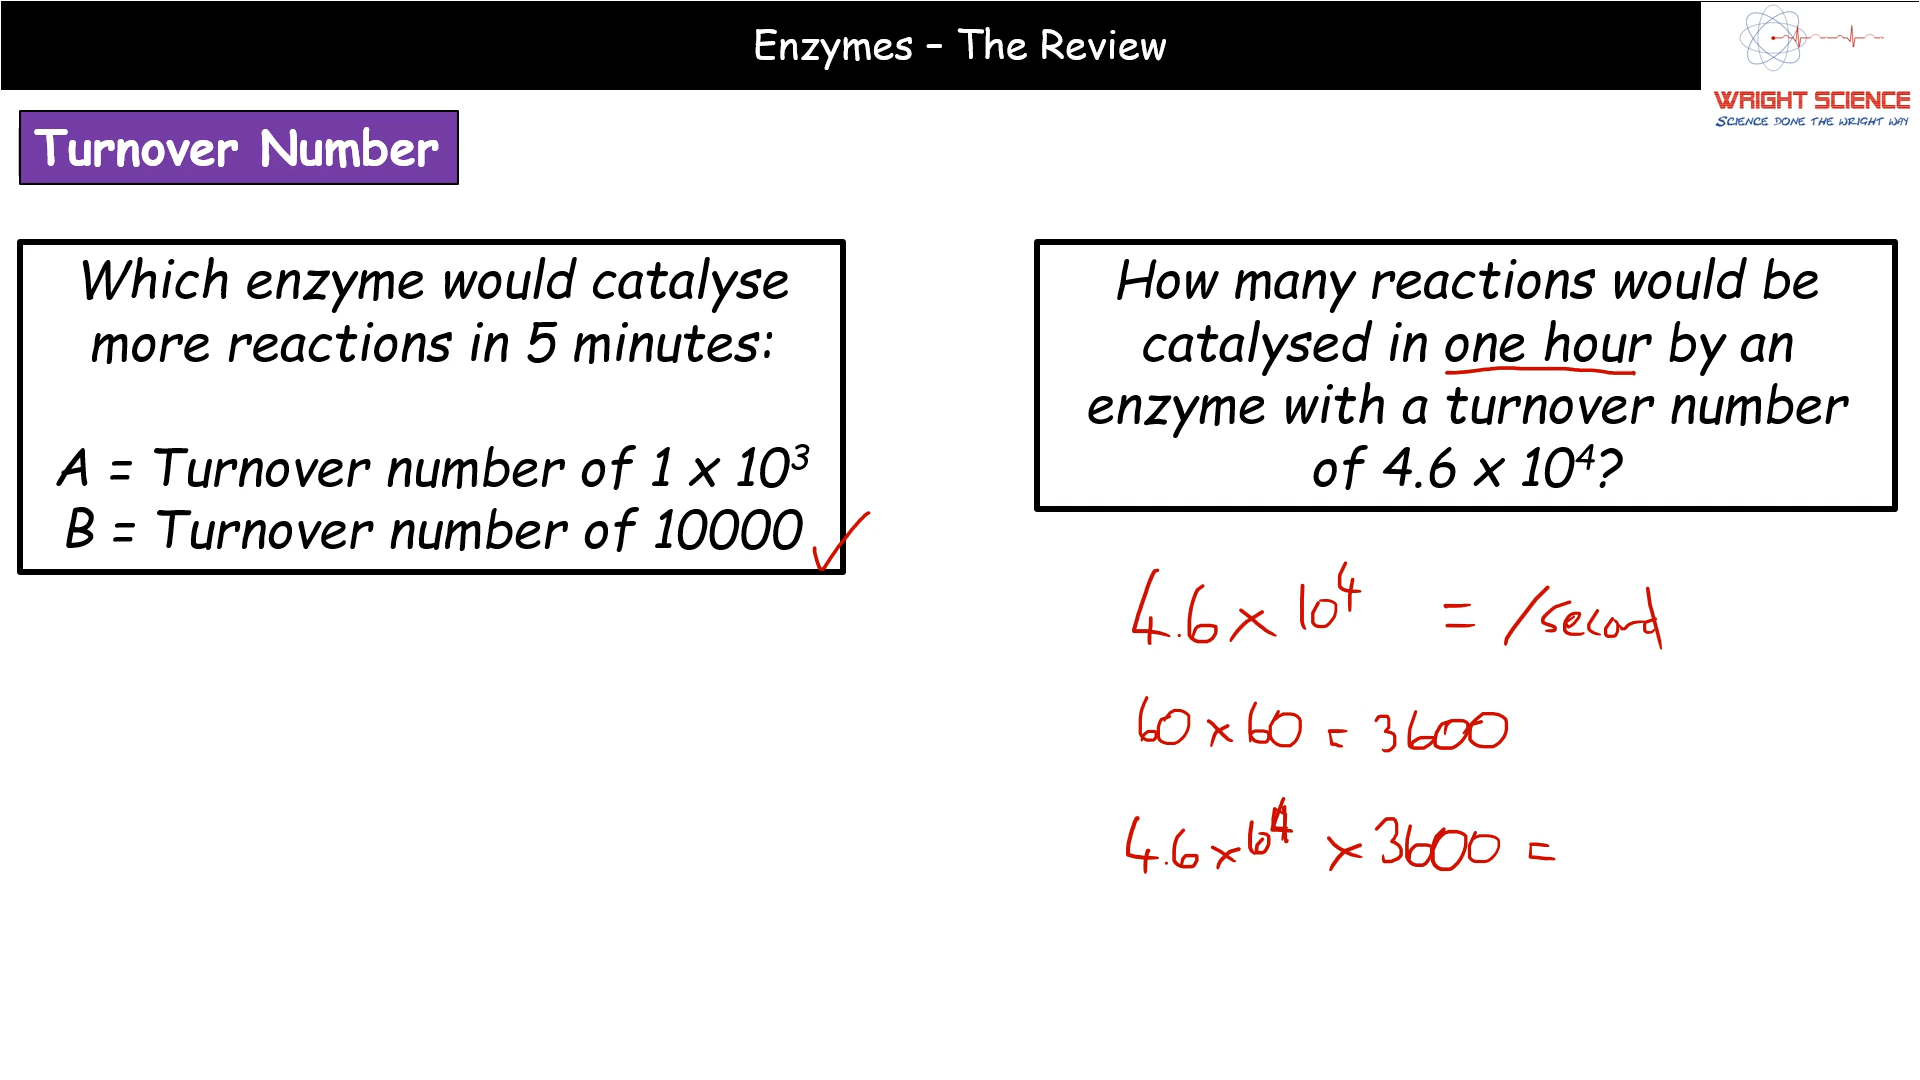 Enzymes – The Review
WRIGHT SCIENCE
SCIENCE DONE THE WRIGHT WAY
Turnover Number
Which enzyme would catalyse
more reactions in 5 minutes:
A = Turnover number of 1 x 10³
B = Turnover number of 10000 ✓
How many reactions would be
catalysed in one hour by an
enzyme with a turnover number
of 4.6 x 10⁴?
4.6 x 10⁴ = /second
60 x 60 = 3600
4.6 x 10⁴ x 3600 =